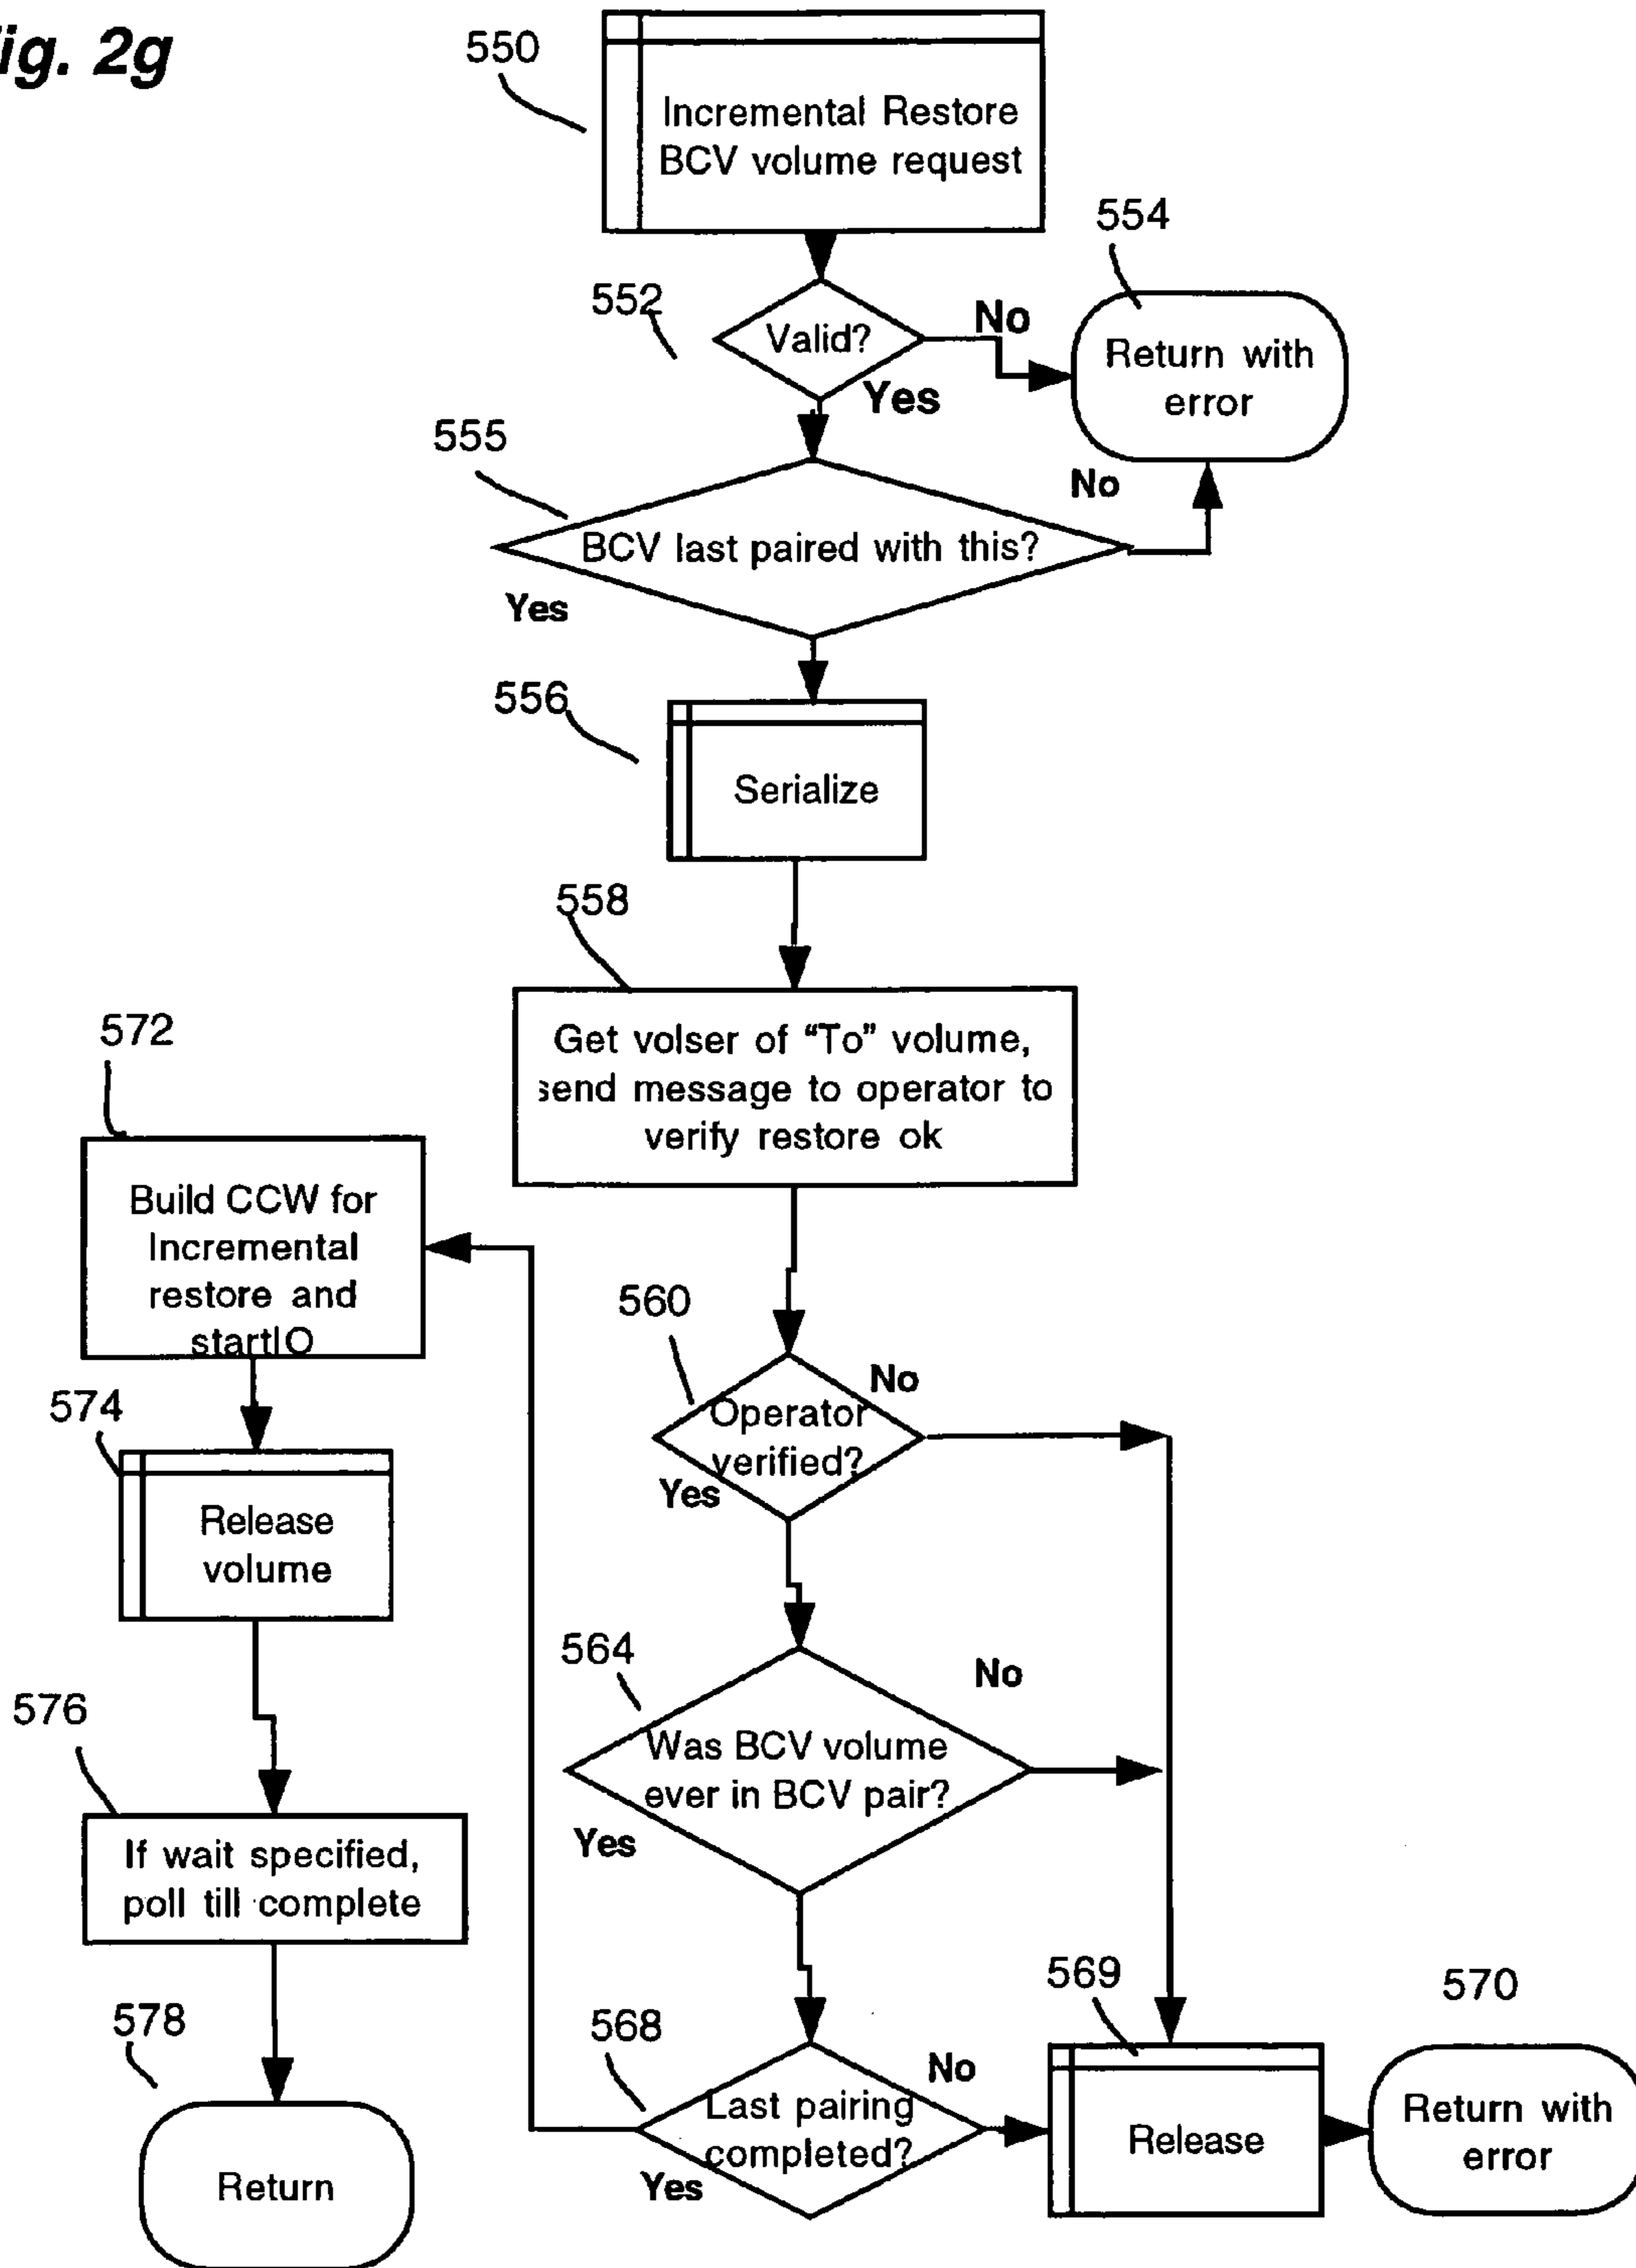 ig. 2g
550
Incremental Restore
BCV volume request
554
552
Valid?
No
Return with
error
Yes
555
No
BCV last paired with this?
Yes
556
Serialize
558
Get volser of “To” volume,
send message to operator to
verify restore ok
572
Build CCW for
Incremental
restore and
startIO
560
No
Operator
verified?
Yes
574
Release
volume
564
No
Was BCV volume
ever in BCV pair?
Yes
576
If wait specified,
poll till complete
569
570
578
568
No
Last pairing
completed?
Yes
Release
Return with
error
Return